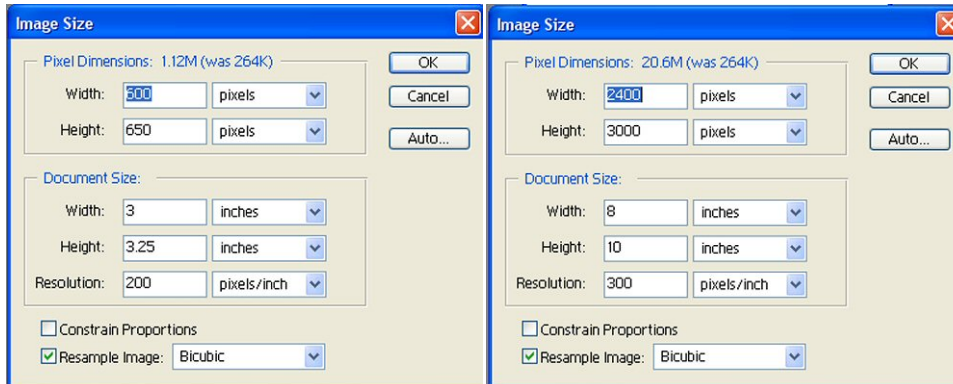 Image Size
Pixel Dimensions: 1.12M (was 264K)
OK
Width: 600 pixels
Cancel
Height: 650 pixels
Auto...
Document Size:
Width: 3 inches
Height: 3.25 inches
Resolution: 200 pixels/inch
Constrain Proportions
Resample Image: Bicubic
Image Size
Pixel Dimensions: 20.6M (was 264K)
OK
Width: 2400 pixels
Cancel
Height: 3000 pixels
Auto...
Document Size:
Width: 8 inches
Height: 10 inches
Resolution: 300 pixels/inch
Constrain Proportions
Resample Image: Bicubic